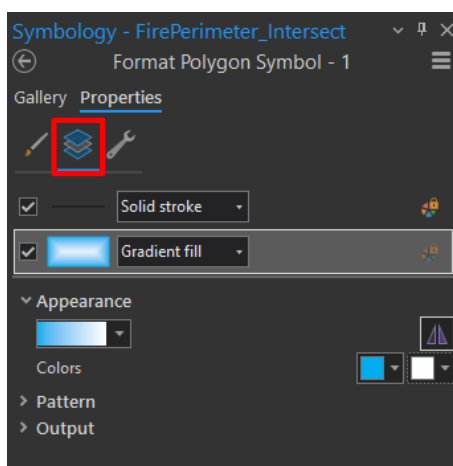 Symbology - FirePerimeter_Intersect
Format Polygon Symbol - 1
Gallery Properties
Solid stroke
Gradient fill
Appearance
Colors
Pattern
Output